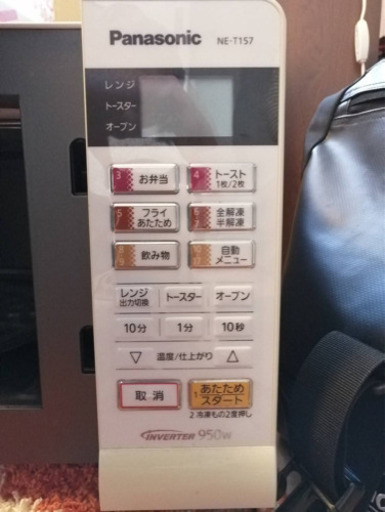 Panasonic NE-T157
レンジ
トースター
オーブン
3 お弁当
4 トースト
1枚/2枚
5 フライ
あたため
6 全解凍
半解凍
飲み物
自動
メニュー
レンジ
出力切換
トースター
オーブン
10分
1分
10秒
▽ 温度/仕上がり △
取消
1 あたため
スタート
2 冷凍もの2度押し
INVERTER 950W